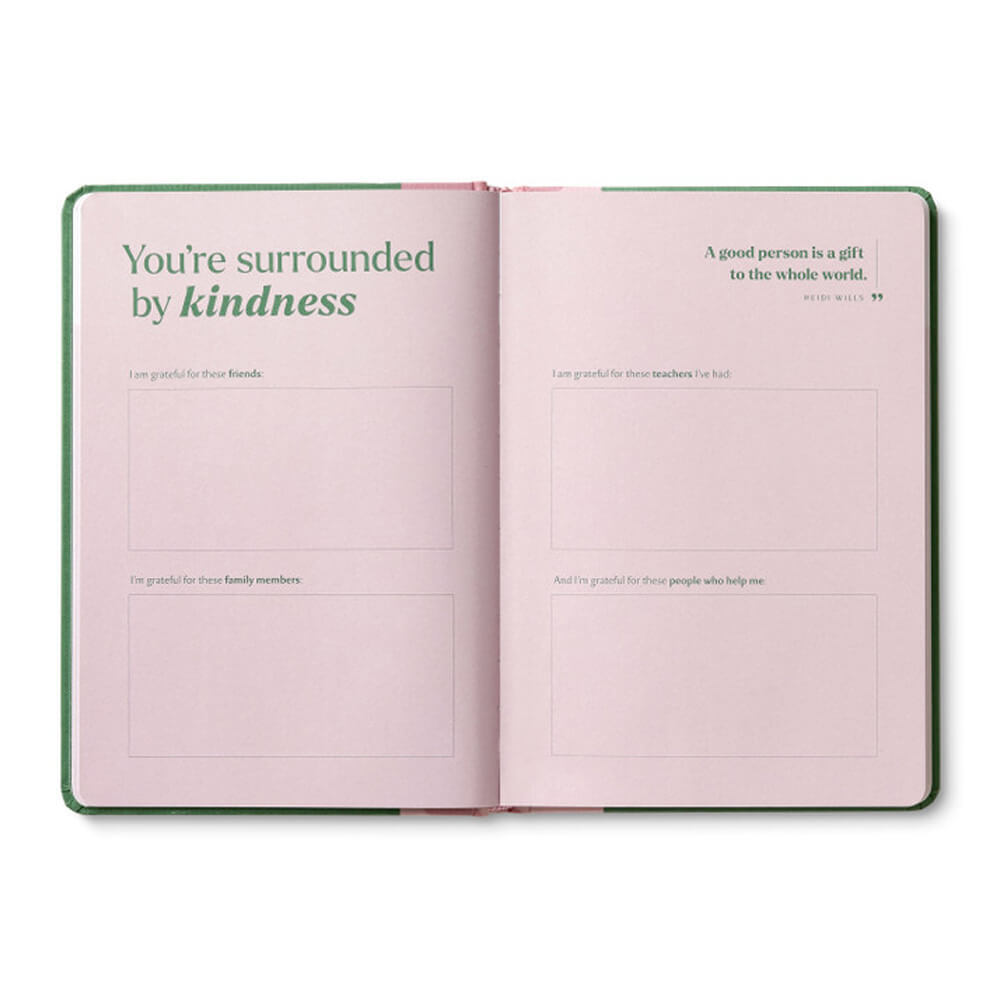 You're surrounded
by kindness
I am grateful for these friends:
I'm grateful for these family members:
A good person is a gift
to the whole world.
HEIDI WILLS ”
I am grateful for these teachers I've had:
And I'm grateful for these people who help me: